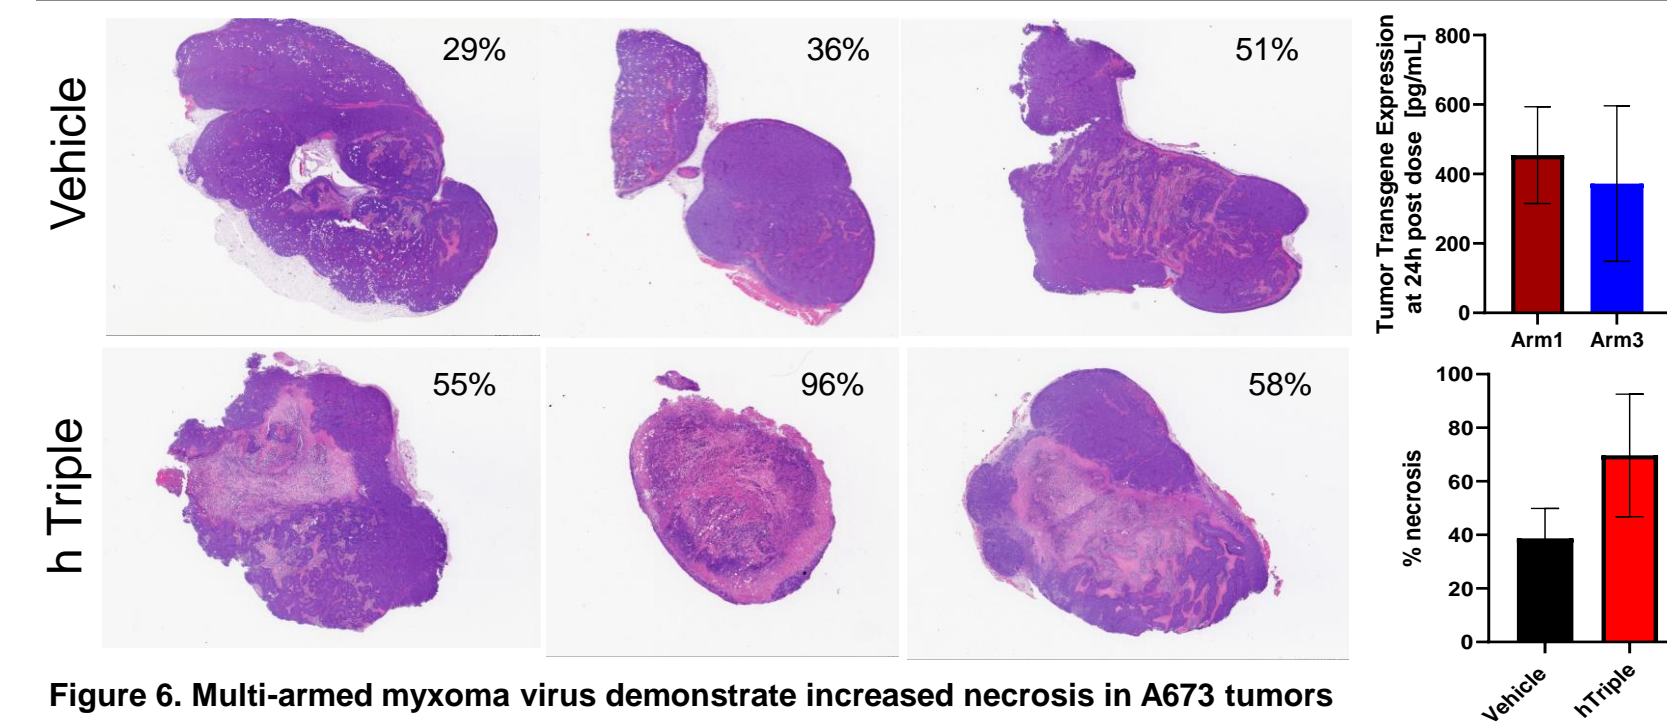 Vehicle
29%
36%
51%
h Triple
55%
96%
58%
Tumor Transgene Expression
at 24h post dose [pg/mL]
800
600
400
200
0
Arm1 Arm3
% necrosis
100
80
60
40
20
0
Vehicle
hTriple
Figure 6. Multi-armed myxoma virus demonstrate increased necrosis in A673 tumors